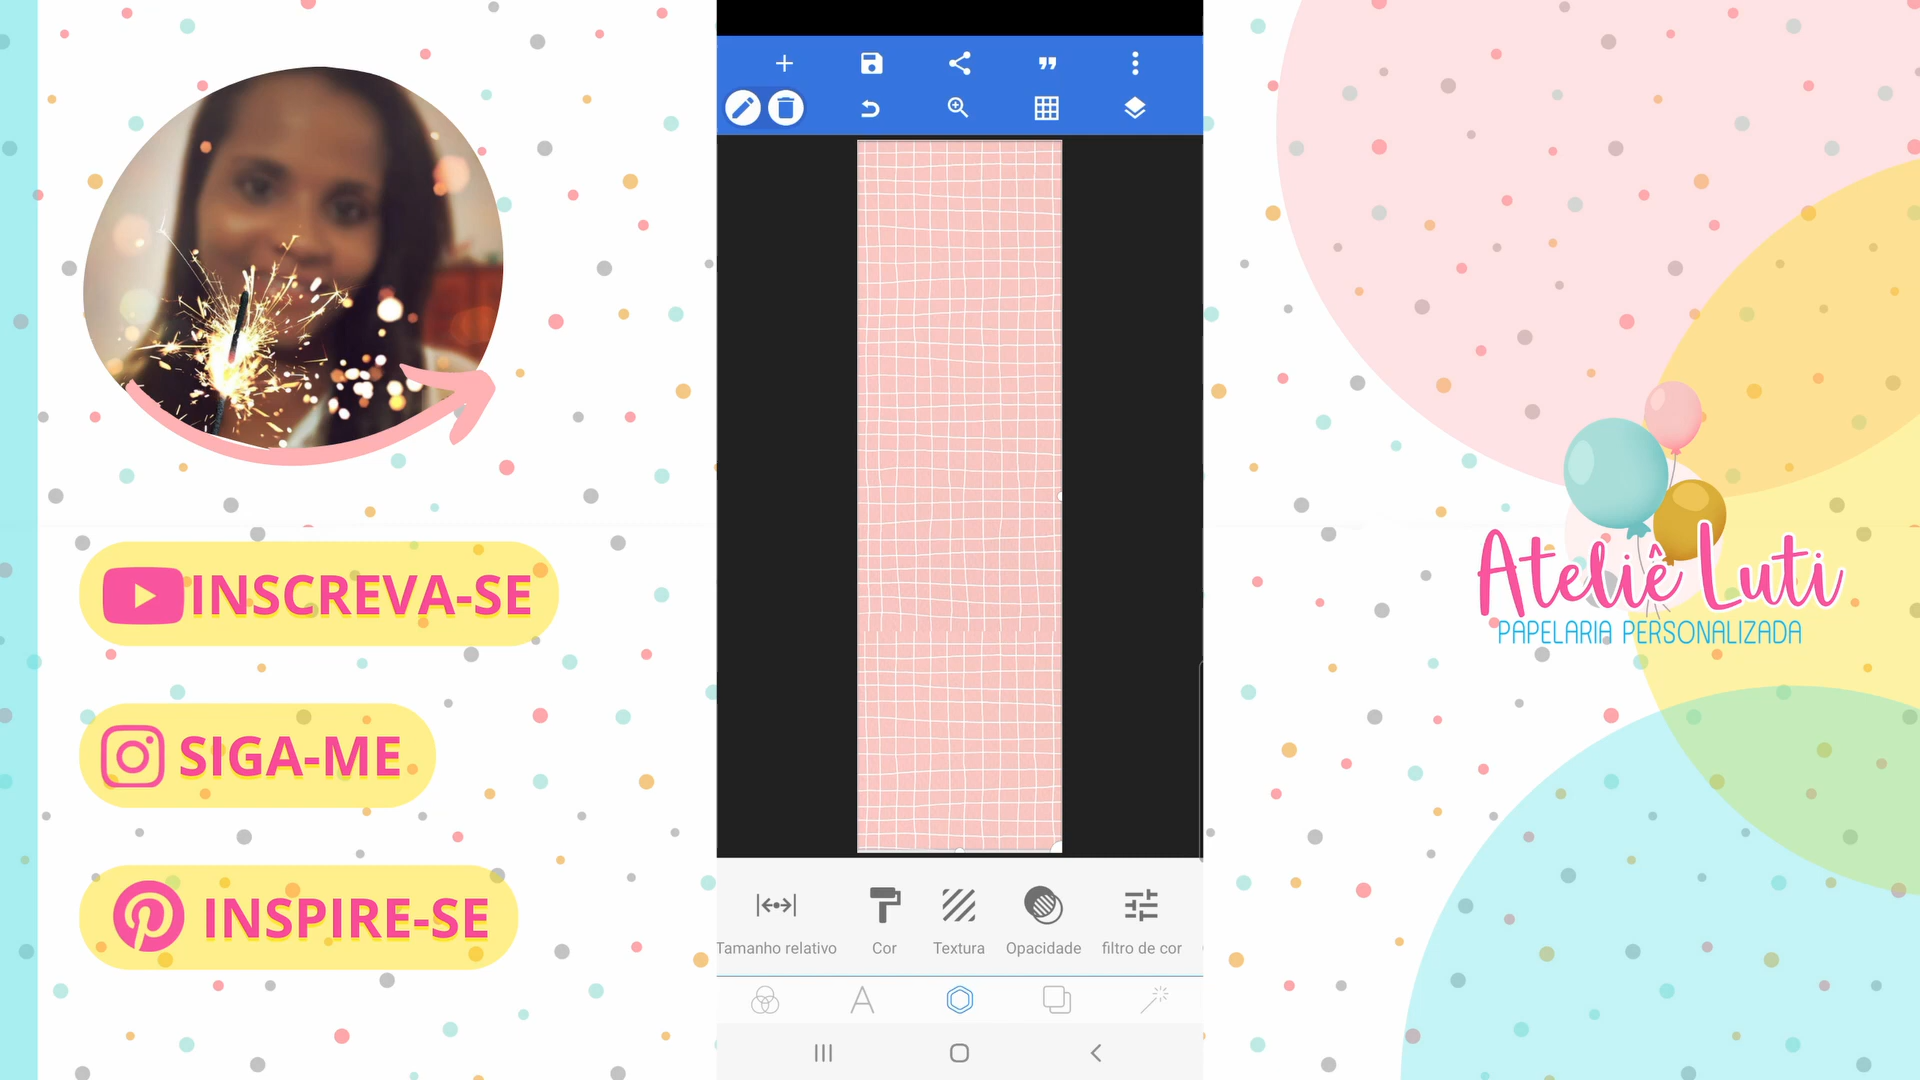 INSCREVA-SE
SIGA-ME
INSPIRE-SE
Tamanho relativo
Cor
Textura
Opacidade
filtro de cor
Ateliê Luti
PAPELARIA PERSONALIZADA